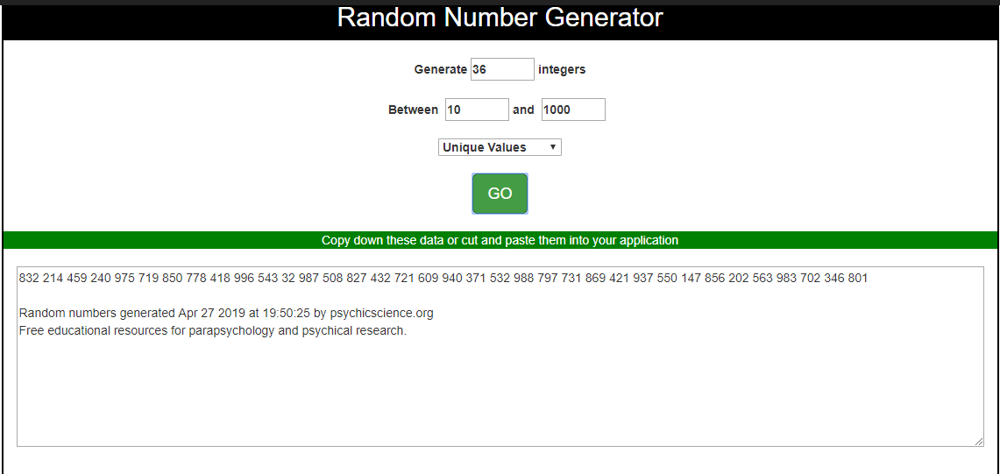 Random Number Generator
Generate 36 integers
Between 10 and 1000
Unique Values
GO
Copy down these data or cut and paste them into your application
832 214 459 240 975 719 850 778 418 996 543 32 987 508 827 432 721 609 940 371 532 988 797 731 869 421 937 550 147 856 202 563 983 702 346 801
Random numbers generated Apr 27 2019 at 19:50:25 by psychicscience.org
Free educational resources for parapsychology and psychical research.